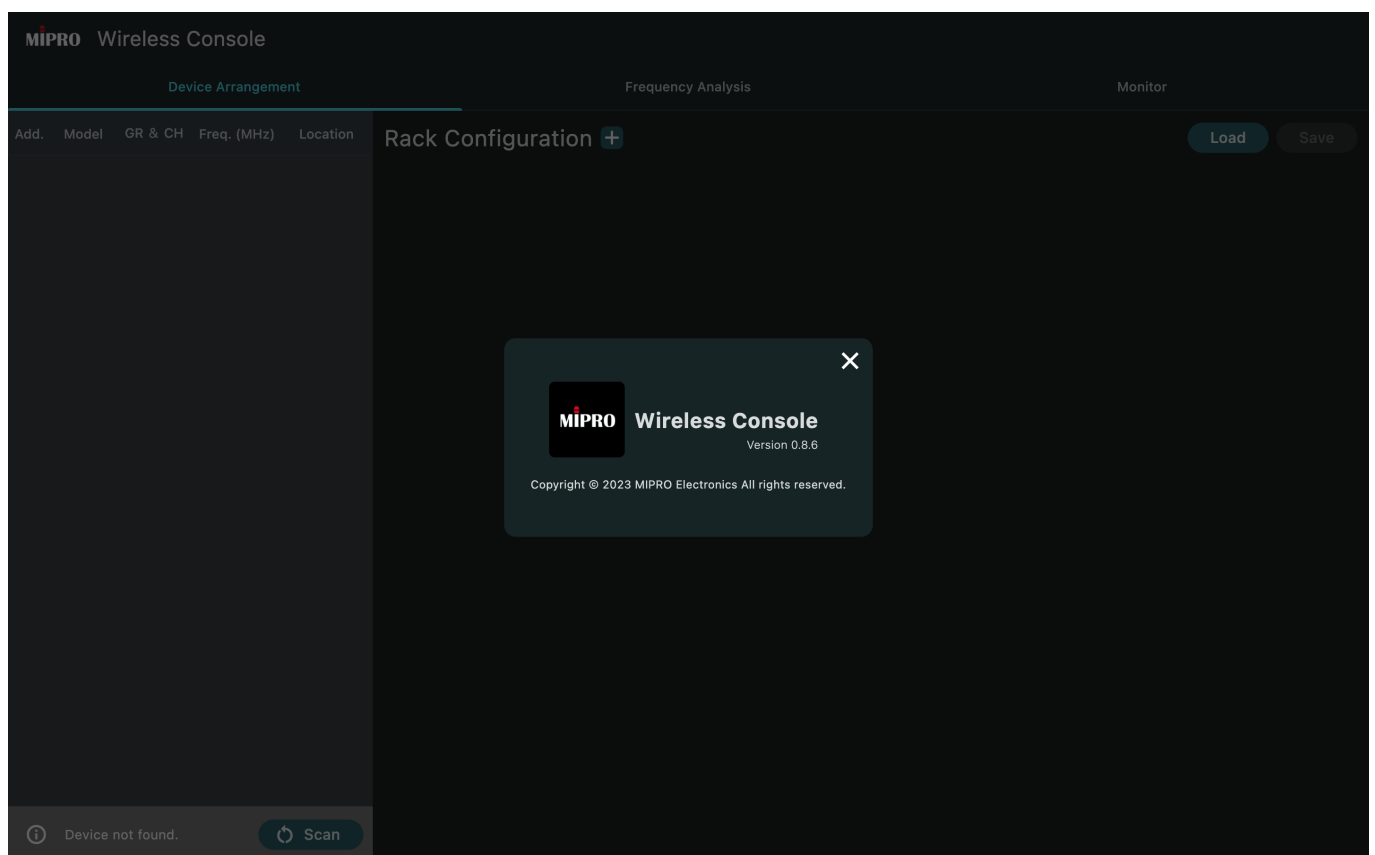 MIPRO Wireless Console
Device Arrangement Frequency Analysis Monitor
Add. Model GR & CH Freq. (MHz) Location
Rack Configuration + Load Save
MIPRO Wireless Console
Version 0.8.6
Copyright © 2023 MIPRO Electronics All rights reserved.
Device not found. Scan